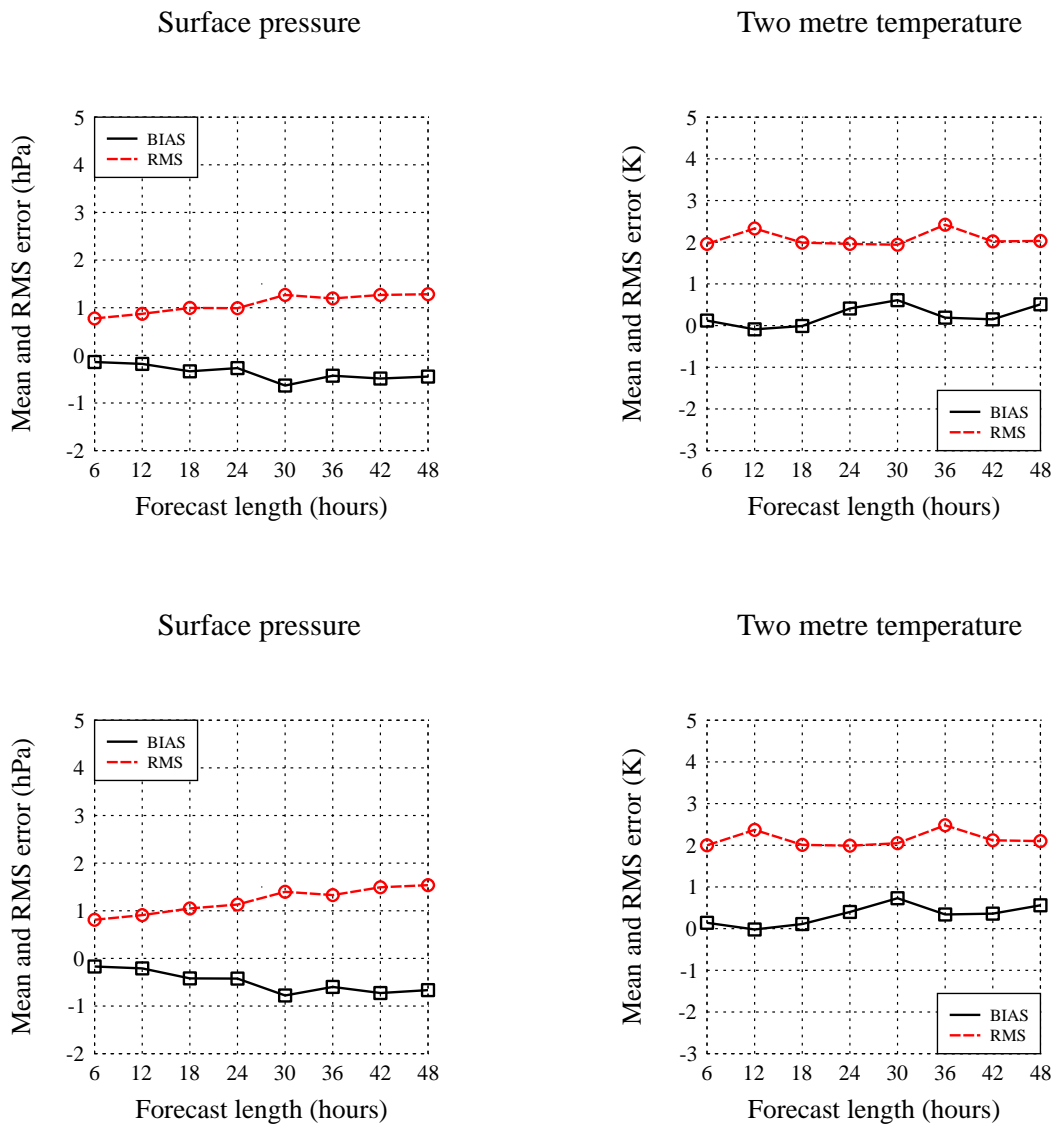 Surface pressure
Mean and RMS error (hPa)
5
4
3
2
1
0
-1
-2
BIAS
RMS
6 12 18 24 30 36 42 48
Forecast length (hours)
Two metre temperature
Mean and RMS error (K)
5
4
3
2
1
0
-1
-2
-3
BIAS
RMS
6 12 18 24 30 36 42 48
Forecast length (hours)
Surface pressure
Mean and RMS error (hPa)
5
4
3
2
1
0
-1
-2
BIAS
RMS
6 12 18 24 30 36 42 48
Forecast length (hours)
Two metre temperature
Mean and RMS error (K)
5
4
3
2
1
0
-1
-2
-3
BIAS
RMS
6 12 18 24 30 36 42 48
Forecast length (hours)